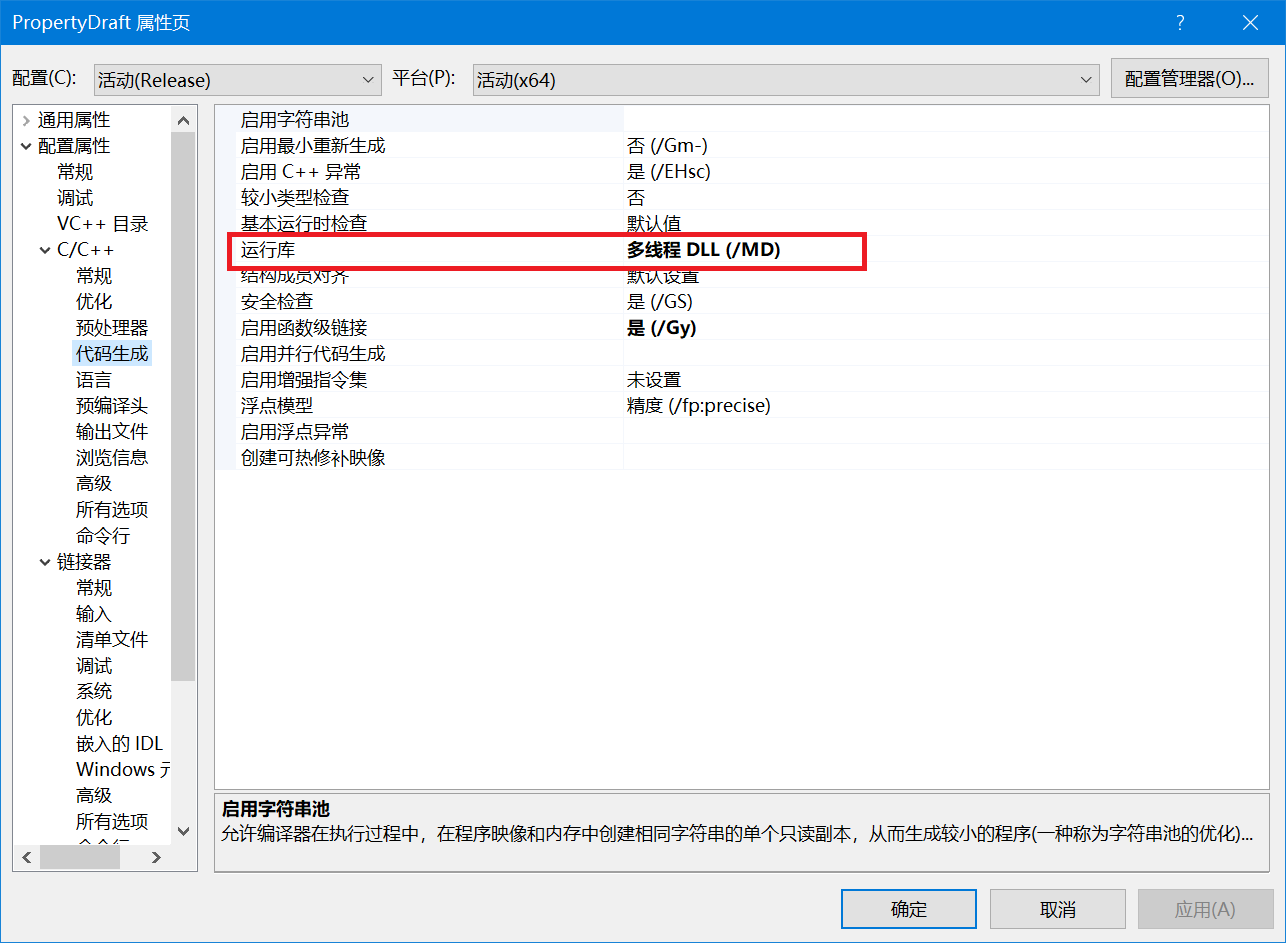 PropertyDraft 属性页
?
配置(C): 活动(Release) 平台(P): 活动(x64) 配置管理器(O)...
通用属性
配置属性
常规
调试
VC++ 目录
C/C++
常规
优化
预处理器
代码生成
语言
预编译头
输出文件
浏览信息
高级
所有选项
命令行
链接器
常规
输入
清单文件
调试
系统
优化
嵌入的 IDL
Windows 元
高级
所有选项
命令行
启用字符串池
启用最小重新生成 否 (/Gm-)
启用 C++ 异常 是 (/EHsc)
较小类型检查 否
基本运行时检查 默认值
运行库 多线程 DLL (/MD)
结构成员对齐 默认设置
安全检查 是 (/GS)
启用函数级链接 是 (/Gy)
启用并行代码生成
启用增强指令集 未设置
浮点模型 精度 (/fp:precise)
启用浮点异常
创建可热修补映像
启用字符串池
允许编译器在执行过程中，在程序映像和内存中创建相同字符串的单个只读副本，从而生成较小的程序(一种称为字符串池的优化)...
确定 取消 应用(A)